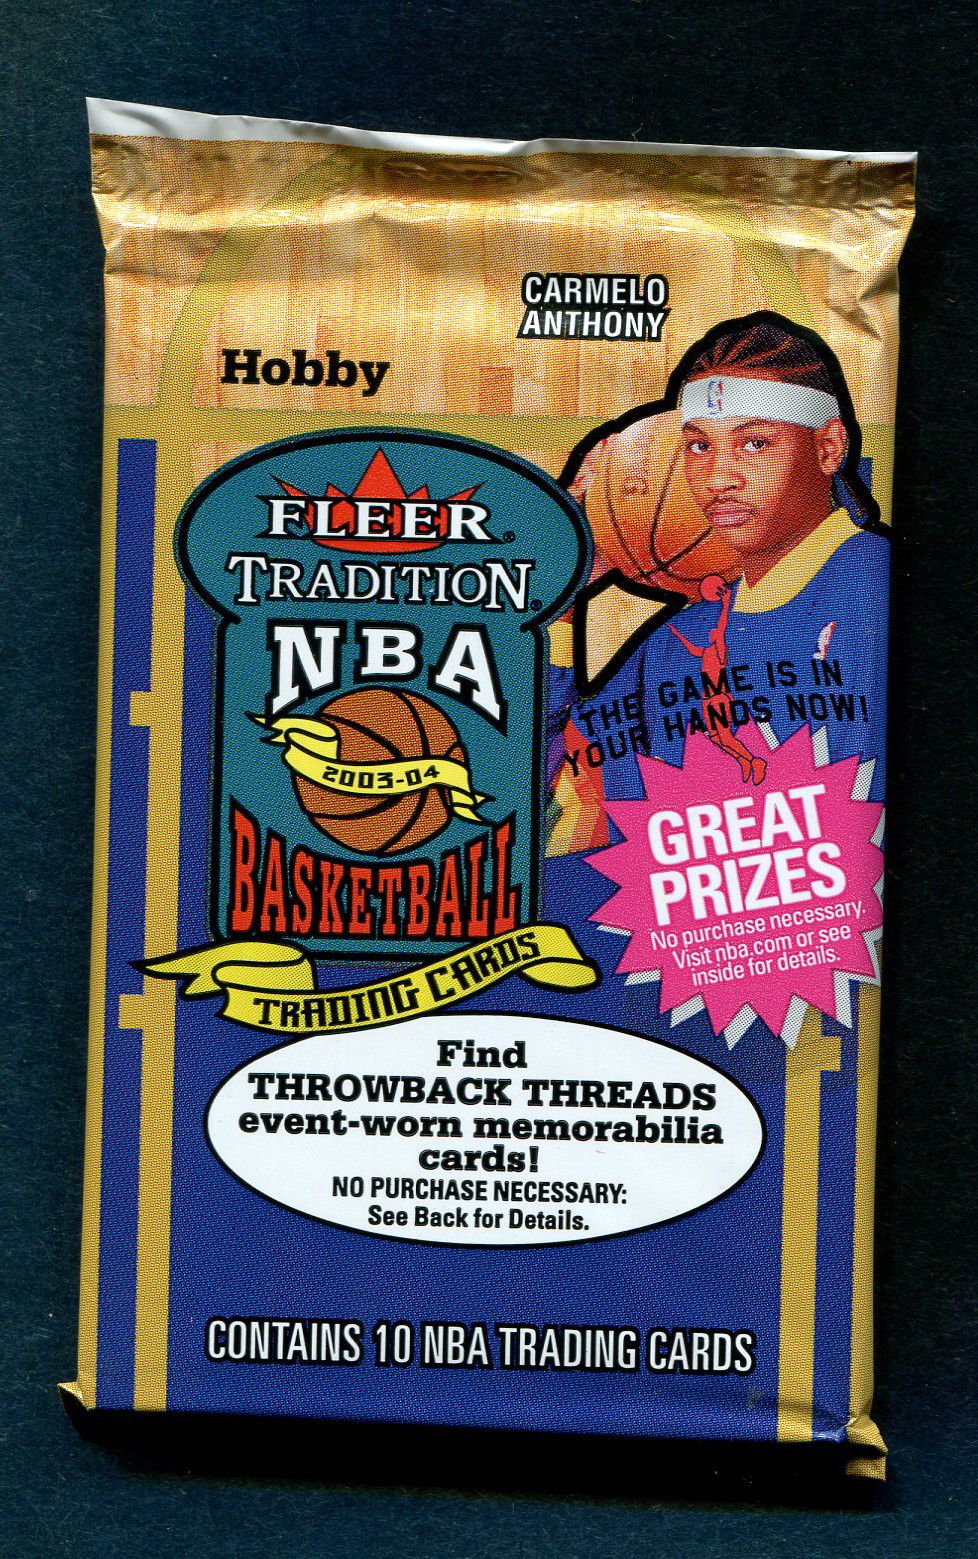 CARMELO
ANTHONY
Hobby
FLEER®
TRADITION®
NBA
2003-04
BASKETBALL
TRADING CARDS
THE GAME IS IN
YOUR HANDS NOW!
GREAT
PRIZES
No purchase necessary.
Visit nba.com or see
inside for details.
Find
THROWBACK THREADS
event-worn memorabilia
cards!
NO PURCHASE NECESSARY:
See Back for Details.
CONTAINS 10 NBA TRADING CARDS